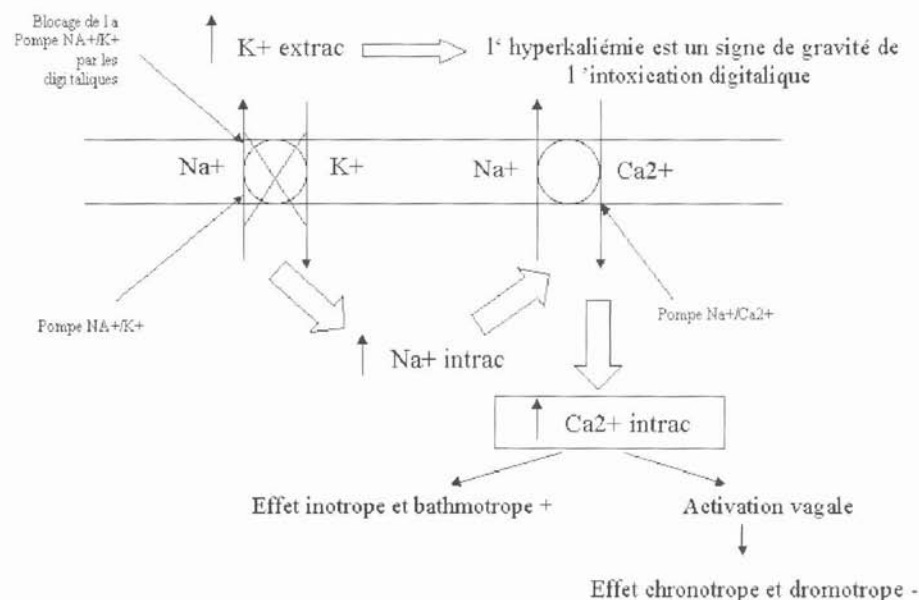 Blocage de la
Pompe NA+/K+
par les
digitaliques
K+ extrac
l‘ hyperkaliémie est un signe de gravité de
l ’intoxication digitalique
Na+
K+
Na+
Ca2+
Pompe NA+/K+
Pompe Na+/Ca2+
Na+ intrac
Ca2+ intrac
Effet inotrope et bathmotrope +
Activation vagale
Effet chronotrope et dromotrope -